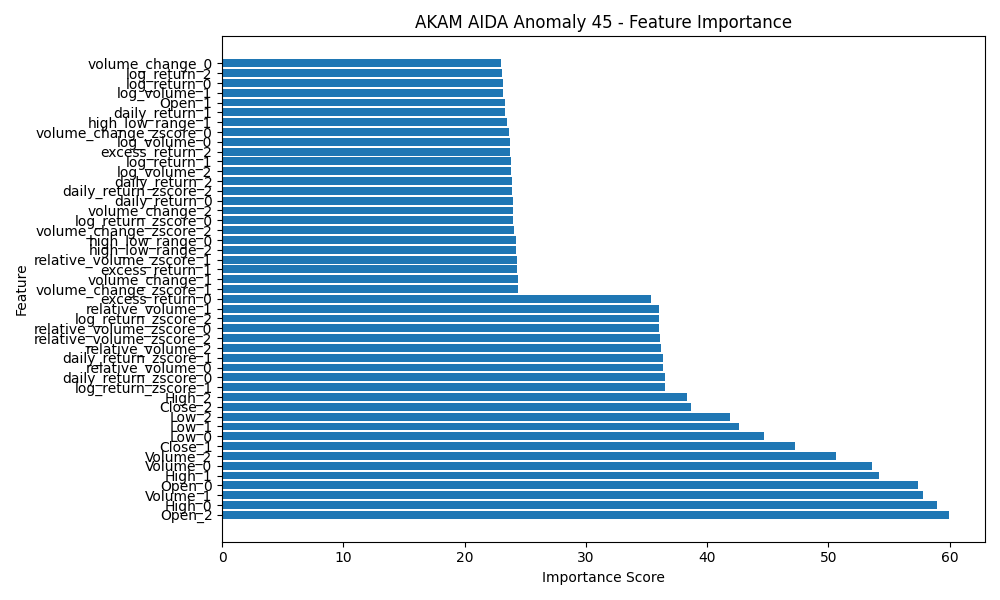 AKAM AIDA Anomaly 45 - Feature Importance
volume_change_0
log_return_2
log_return_0
log_volume_1
Open_1
daily_return_1
high_low_range_1
volume_change_zscore_0
log_volume_0
excess_return_2
log_return_1
log_volume_2
daily_return_2
daily_return_zscore_2
daily_return_0
volume_change_2
log_return_zscore_0
volume_change_zscore_2
high_low_range_0
high_low_range_2
relative_volume_zscore_1
excess_return_1
volume_change_1
volume_change_zscore_1
excess_return_0
relative_volume_1
log_return_zscore_2
relative_volume_zscore_0
relative_volume_zscore_2
relative_volume_2
daily_return_zscore_1
relative_volume_0
daily_return_zscore_0
log_return_zscore_1
High_2
Close_2
Low_2
Low_1
Low_0
Close_1
Volume_2
Volume_0
High_1
Open_0
Volume_1
High_0
Open_2
Feature
0 10 20 30 40 50 60
Importance Score